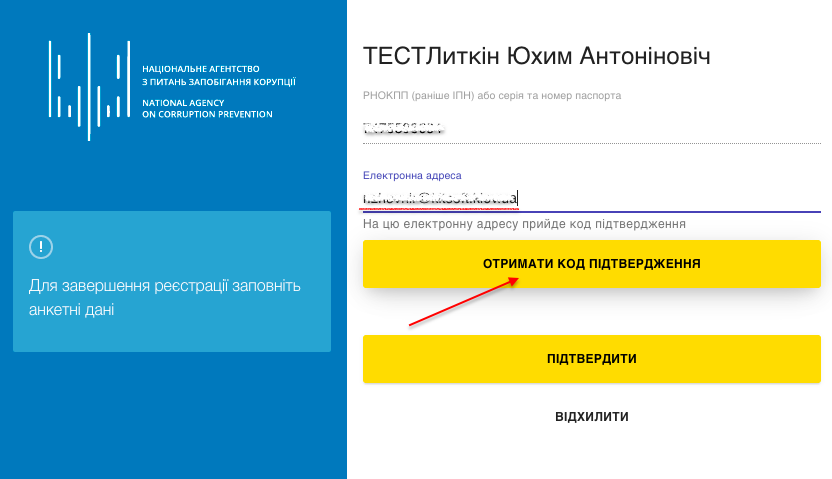 НАЦІОНАЛЬНЕ АГЕНТСТВО
З ПИТАНЬ ЗАПОБІГАННЯ КОРУПЦІЇ
NATIONAL AGENCY
ON CORRUPTION PREVENTION
!
Для завершення реєстрації заповніть
анкетні дані
ТЕСТЛиткін Юхим Антоніновіч
РНОКПП (раніше ІПН) або серія та номер паспорта
Електронна адреса
На цю електронну адресу прийде код підтвердження
ОТРИМАТИ КОД ПІДТВЕРДЖЕННЯ
ПІДТВЕРДИТИ
ВІДХИЛИТИ